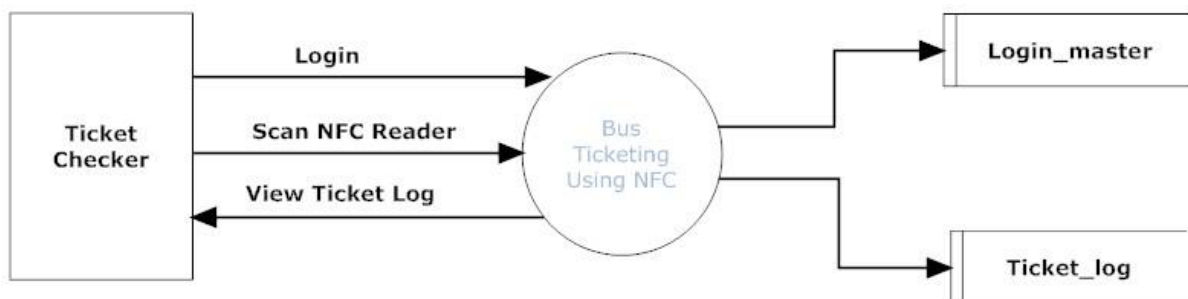 Login
Login_master
Scan NFC Reader
Ticket
Checker
Bus
Ticketing
Using NFC
View Ticket Log
Ticket_log